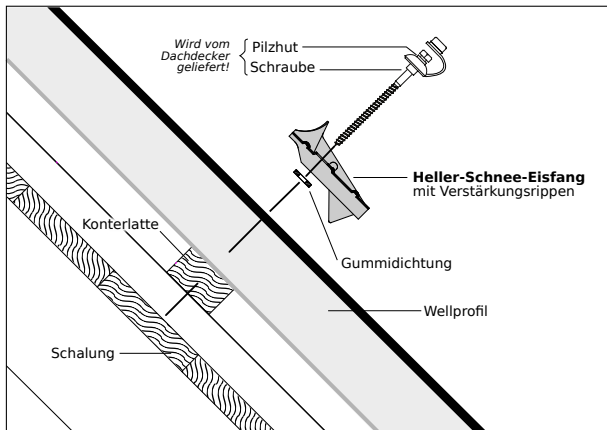 Wird vom
Dachdecker
geliefert!
Pilzhut
Schraube
Heller-Schnee-Eisfang
mit Verstärkungsrippen
Konterlatte
Gummidichtung
Wellprofil
Schalung